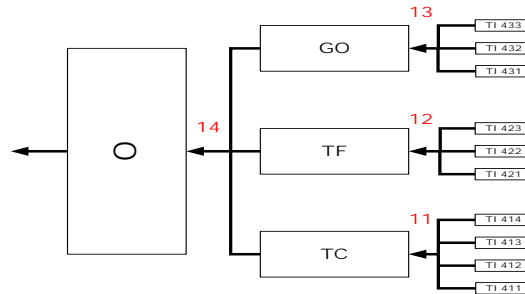 13
TI 433
GO
TI 432
TI 431
14
12
TI 423
O
TF
TI 422
TI 421
11
TI 414
TI 413
TC
TI 412
TI 411